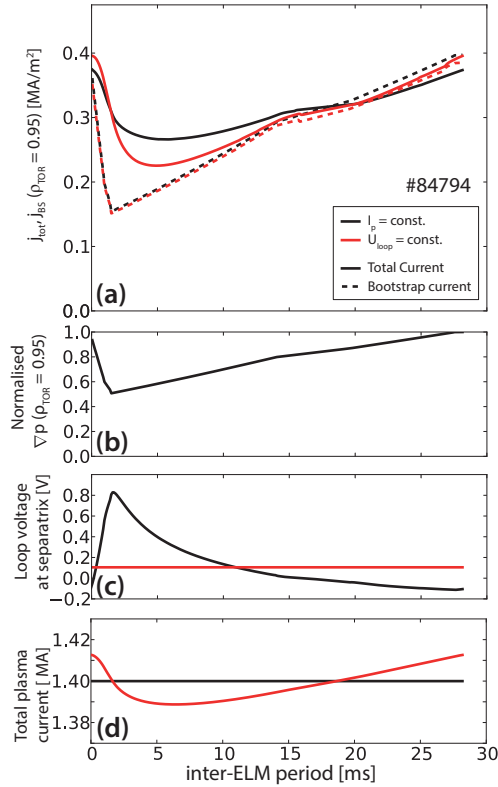 j_tot, j_BS (ρ_TOR = 0.95) [MA/m²]
0.4
0.3
0.2
0.1
0.0
#84794
I_p = const.
U_loop = const.
Total Current
Bootstrap current
(a)
Normalised
∇p (ρ_TOR = 0.95)
1.0
0.8
0.6
0.4
0.2
0.0
(b)
Loop voltage
at separatrix [V]
0.8
0.6
0.4
0.2
0.0
−0.2
(c)
Total plasma
current [MA]
1.42
1.40
1.38
(d)
0 5 10 15 20 25 30
inter-ELM period [ms]